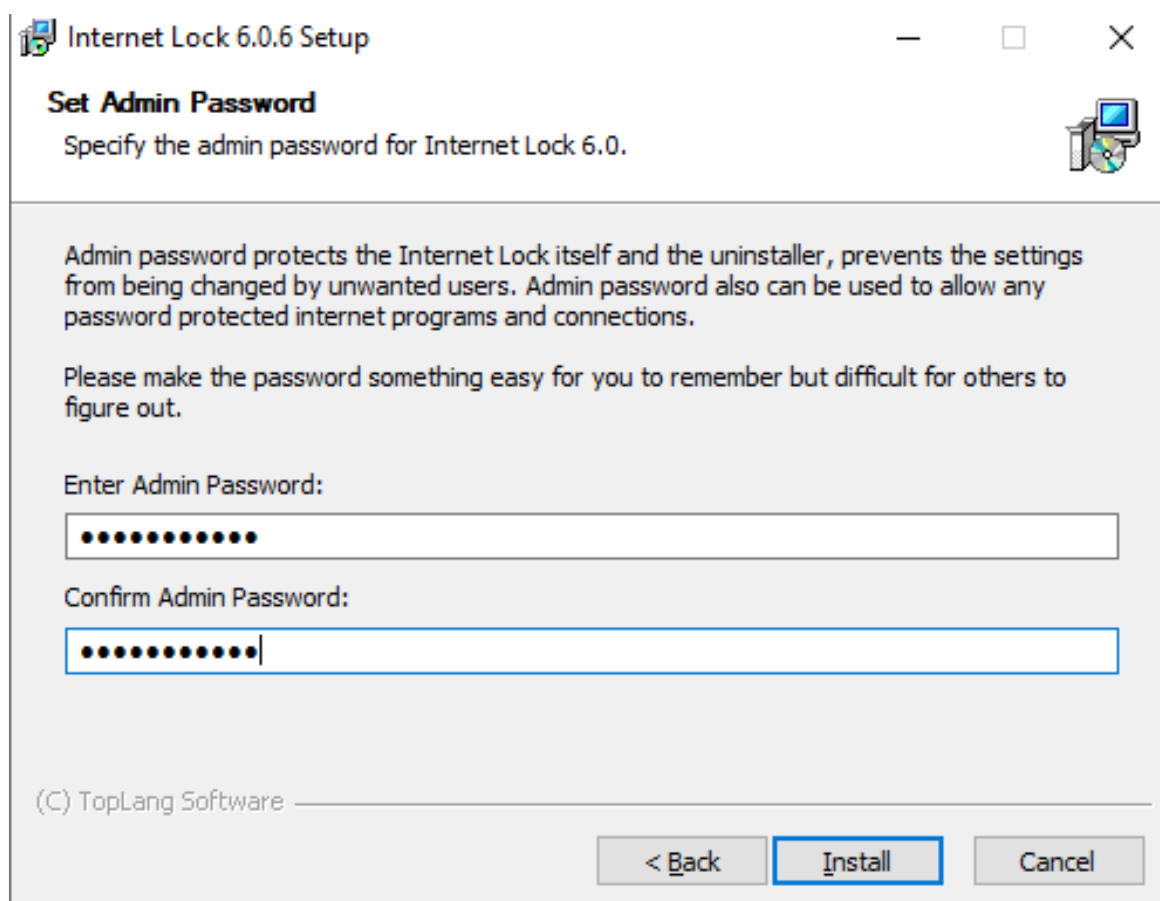 Internet Lock 6.0.6 Setup
Set Admin Password
Specify the admin password for Internet Lock 6.0.
Admin password protects the Internet Lock itself and the uninstaller, prevents the settings
from being changed by unwanted users. Admin password also can be used to allow any
password protected internet programs and connections.
Please make the password something easy for you to remember but difficult for others to
figure out.
Enter Admin Password:
●●●●●●●●●●●
Confirm Admin Password:
●●●●●●●●●●●
(C) TopLang Software
< Back
Install
Cancel